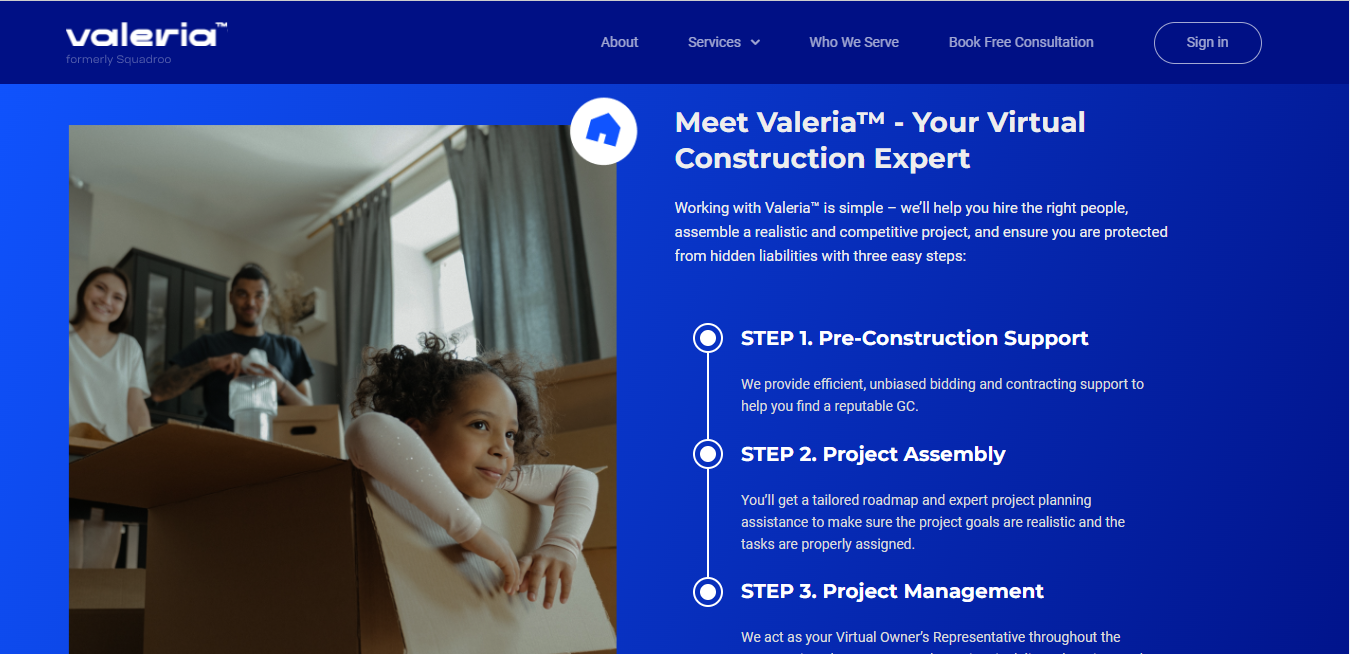 valeria™
formerly Squadroo
About
Services
Who We Serve
Book Free Consultation
Sign in
Meet Valeria™ - Your Virtual
Construction Expert
Working with Valeria™ is simple – we’ll help you hire the right people,
assemble a realistic and competitive project, and ensure you are protected
from hidden liabilities with three easy steps:
STEP 1. Pre-Construction Support
We provide efficient, unbiased bidding and contracting support to
help you find a reputable GC.
STEP 2. Project Assembly
You’ll get a tailored roadmap and expert project planning
assistance to make sure the project goals are realistic and the
tasks are properly assigned.
STEP 3. Project Management
We act as your Virtual Owner’s Representative throughout the